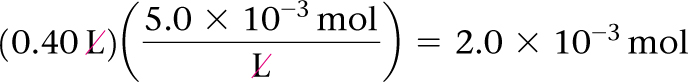 (0.40 L)(5.0 × 10⁻³ mol / L) = 2.0 × 10⁻³ mol